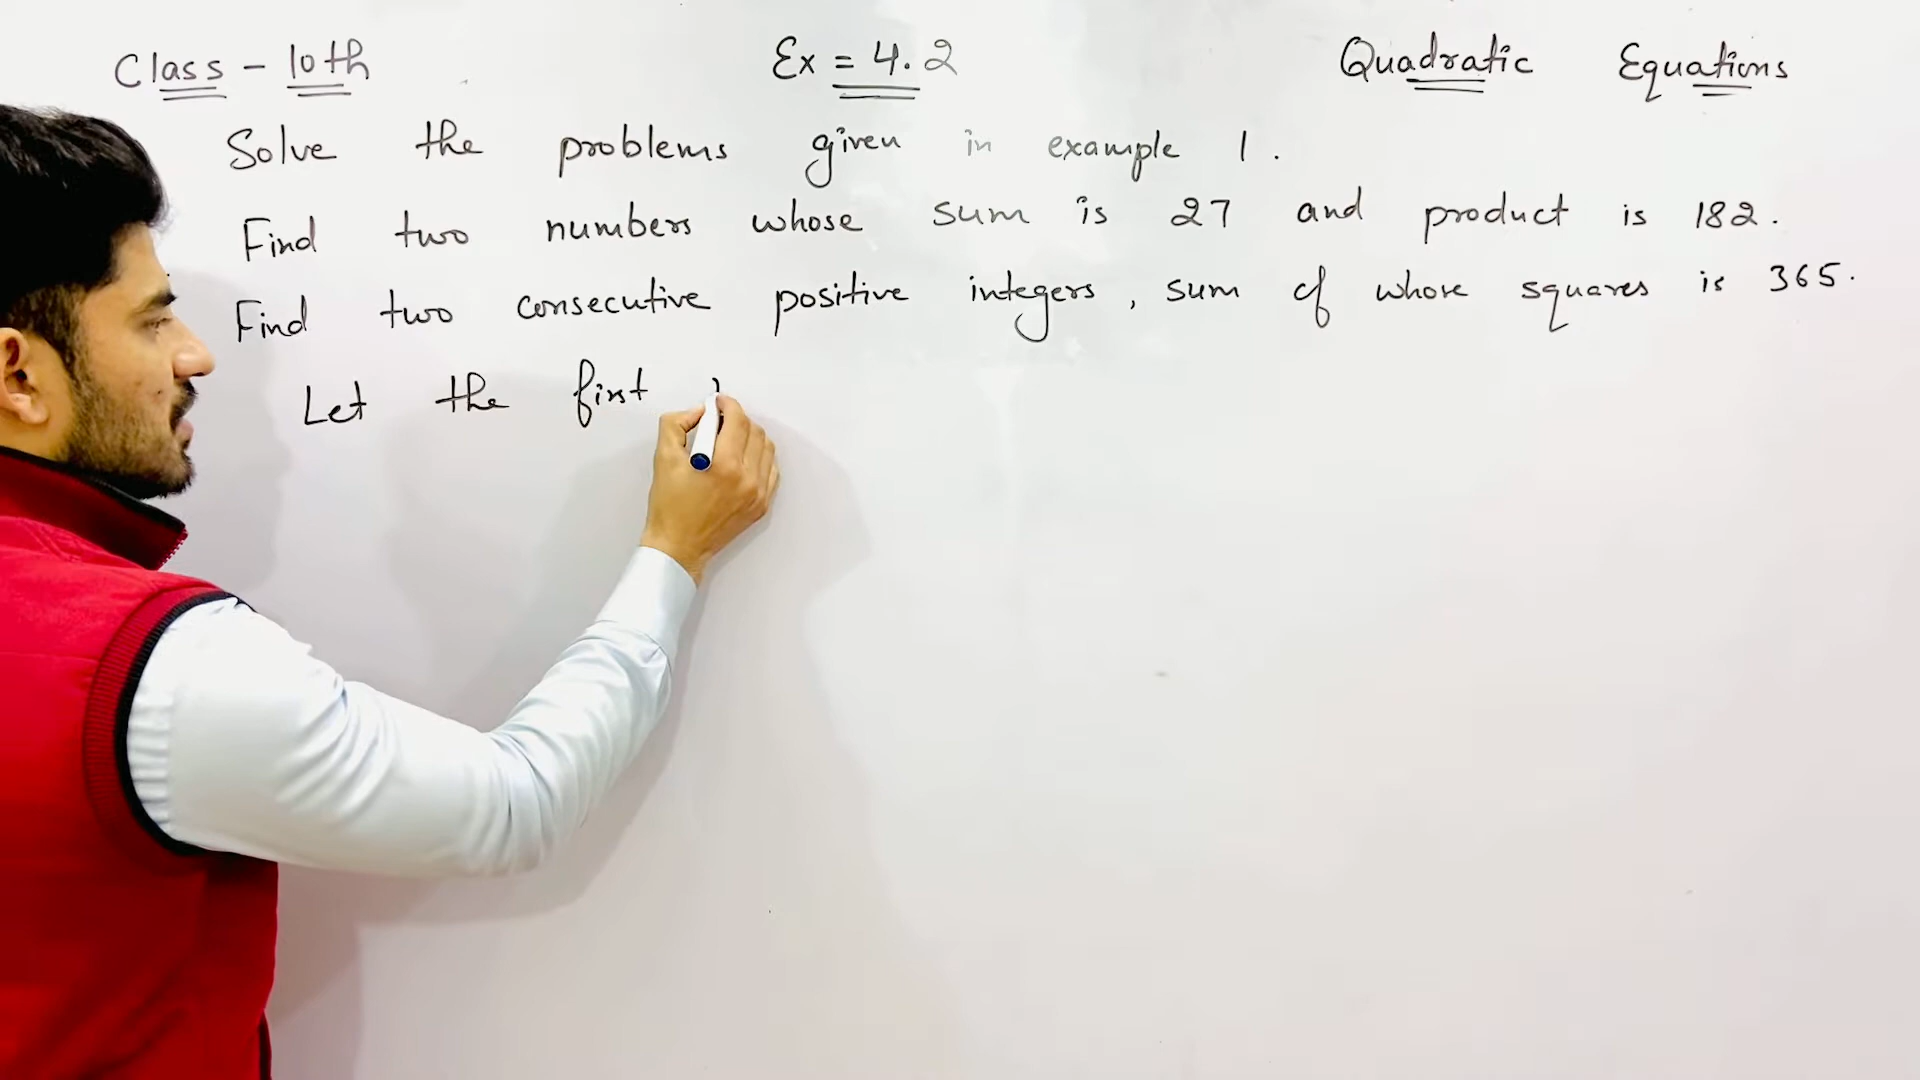 Class - 10th Ex = 4.2 Quadratic Equations
Solve the problems given in example 1.
Find two numbers whose sum is 27 and product is 182.
Find two consecutive positive integers, sum of whose squares is 365.
Let the first